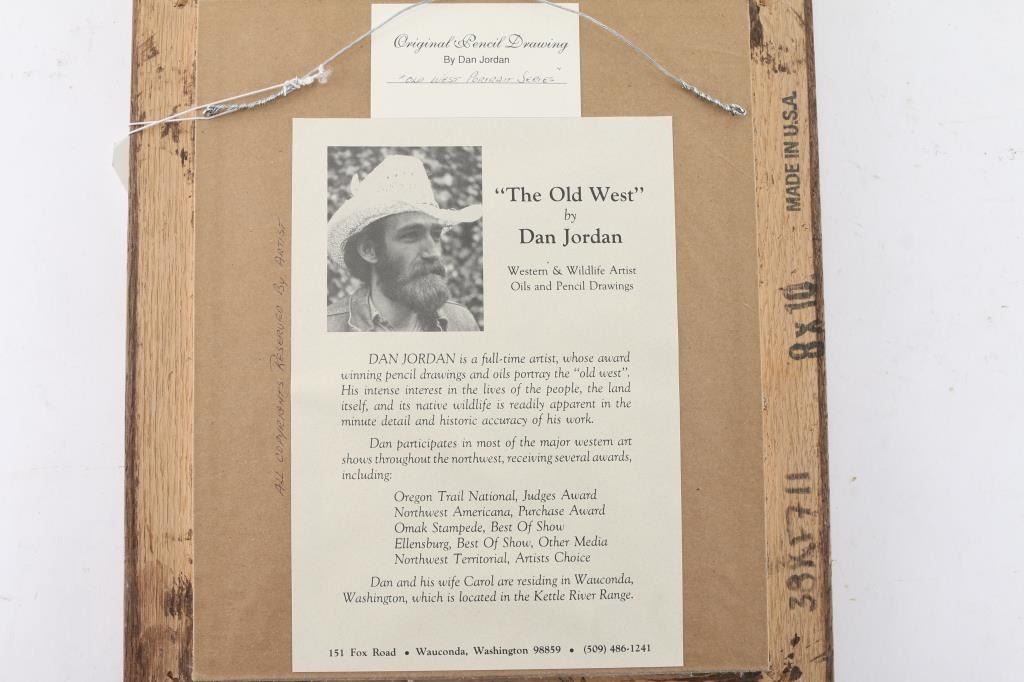 Original Pencil Drawing
By Dan Jordan
"OLD WEST PORTRAIT SERIES"
"The Old West"
by
Dan Jordan
Western & Wildlife Artist
Oils and Pencil Drawings
DAN JORDAN is a full-time artist, whose award
winning pencil drawings and oils portray the "old west".
His intense interest in the lives of the people, the land
itself, and its native wildlife is readily apparent in the
minute detail and historic accuracy of his work.
Dan participates in most of the major western art
shows throughout the northwest, receiving several awards,
including:
Oregon Trail National, Judges Award
Northwest Americana, Purchase Award
Omak Stampede, Best Of Show
Ellensburg, Best Of Show, Other Media
Northwest Territorial, Artists Choice
Dan and his wife Carol are residing in Wauconda,
Washington, which is located in the Kettle River Range.
151 Fox Road • Wauconda, Washington 98859 • (509) 486-1241
ALL COPYRIGHTS RESERVED BY ARTIST
MADE IN U.S.A.
8X10